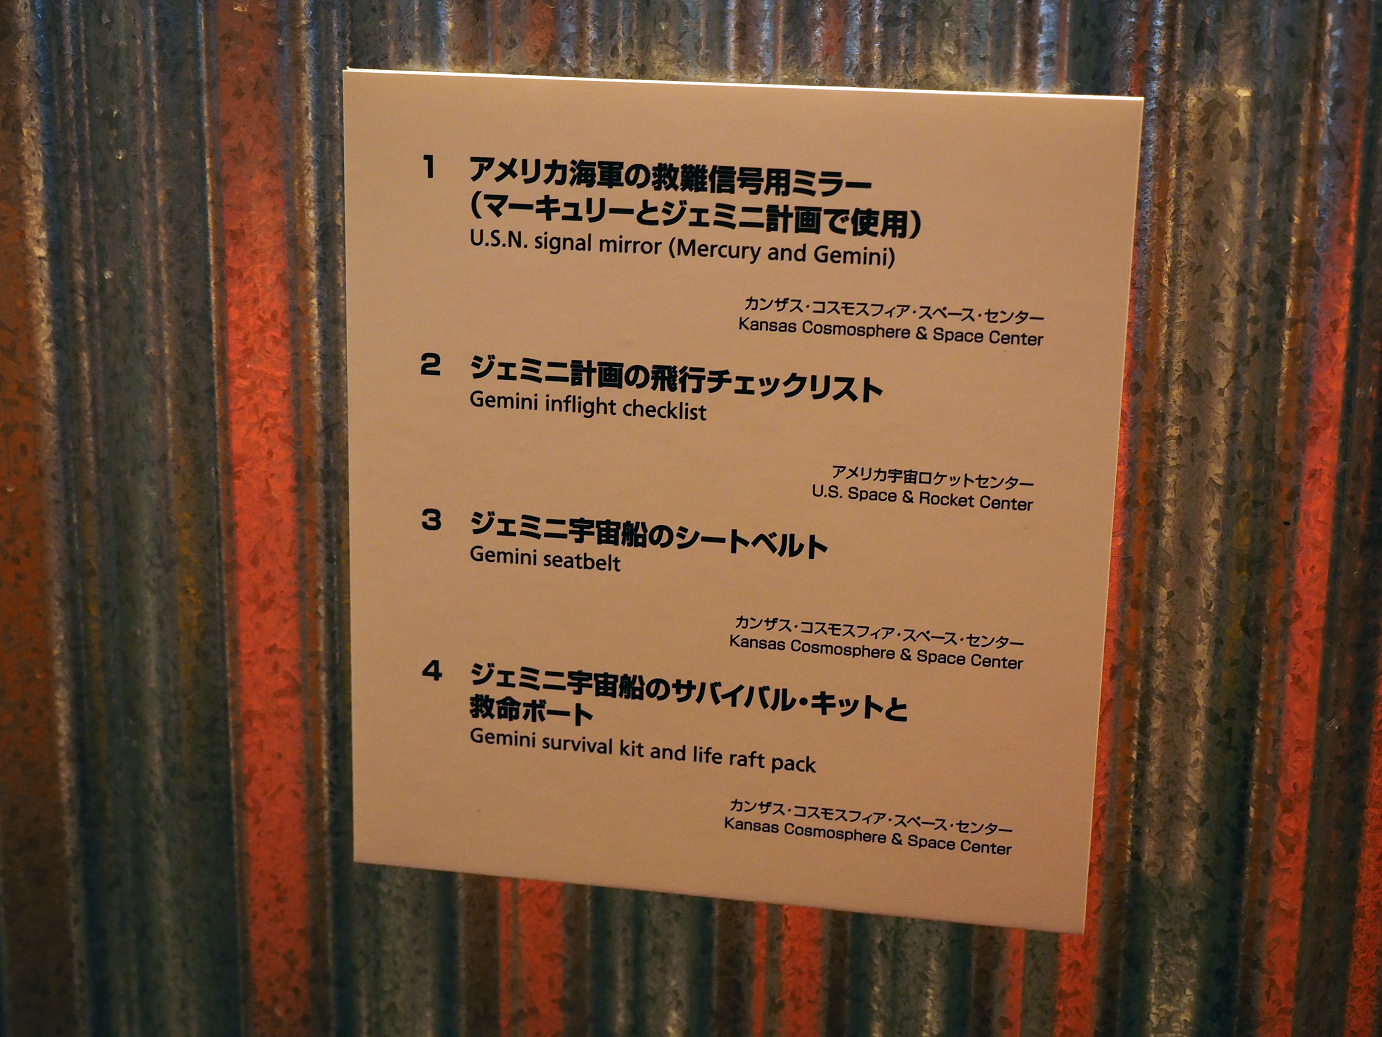 1 アメリカ海軍の救難信号用ミラー
（マーキュリーとジェミニ計画で使用）
U.S.N. signal mirror (Mercury and Gemini)
カンザス・コスモスフィア・スペース・センター
Kansas Cosmosphere & Space Center
2 ジェミニ計画の飛行チェックリスト
Gemini inflight checklist
アメリカ宇宙ロケットセンター
U.S. Space & Rocket Center
3 ジェミニ宇宙船のシートベルト
Gemini seatbelt
カンザス・コスモスフィア・スペース・センター
Kansas Cosmosphere & Space Center
4 ジェミニ宇宙船のサバイバル・キットと
救命ボート
Gemini survival kit and life raft pack
カンザス・コスモスフィア・スペース・センター
Kansas Cosmosphere & Space Center